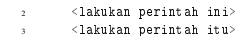 2 <lakukan perintah ini>
3 <lakukan perintah itu>